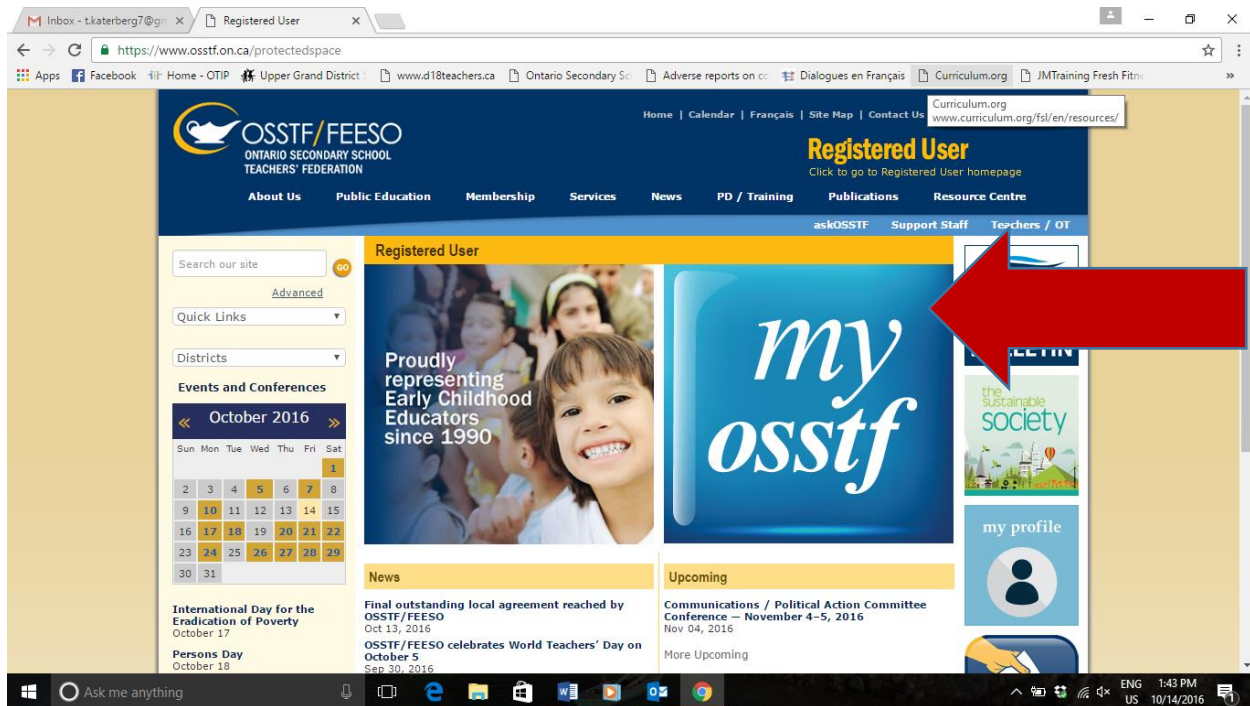 Inbox - t.katerberg7@gm
Registered User
https://www.osstf.on.ca/protectedspace
Apps Facebook Home - OTIP Upper Grand District www.d18teachers.ca Ontario Secondary Sc Adverse reports on co Dialogues en Français Curriculum.org JMTraining Fresh Fitne »
Curriculum.org
www.curriculum.org/fsl/en/resources/
Home | Calendar | Français | Site Map | Contact Us
OSSTF/FEESO
ONTARIO SECONDARY SCHOOL
TEACHERS' FEDERATION
Registered User
Click to go to Registered User homepage
About Us Public Education Membership Services News PD / Training Publications Resource Centre
askOSSTF Support Staff Teachers / OT
Search our site
GO
Advanced
Quick Links
Districts
Events and Conferences
« October 2016 »
Sun Mon Tue Wed Thu Fri Sat
1
2 3 4 5 6 7 8
9 10 11 12 13 14 15
16 17 18 19 20 21 22
23 24 25 26 27 28 29
30 31
International Day for the
Eradication of Poverty
October 17
Persons Day
October 18
Registered User
Proudly
representing
Early Childhood
Educators
since 1990
my
osstf
News
Final outstanding local agreement reached by
OSSTF/FEESO
Oct 13, 2016
OSSTF/FEESO celebrates World Teachers' Day on
October 5
Sep 30, 2016
Upcoming
Communications / Political Action Committee
Conference — November 4–5, 2016
Nov 04, 2016
More Upcoming
the
sustainable
society
my profile
Ask me anything
ENG
US
1:43 PM
10/14/2016